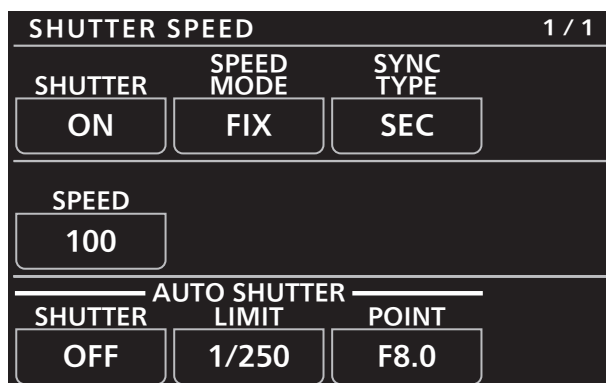 SHUTTER SPEED 1 / 1
SHUTTER SPEED MODE SYNC TYPE
ON FIX SEC
SPEED
100
AUTO SHUTTER
SHUTTER LIMIT POINT
OFF 1/250 F8.0